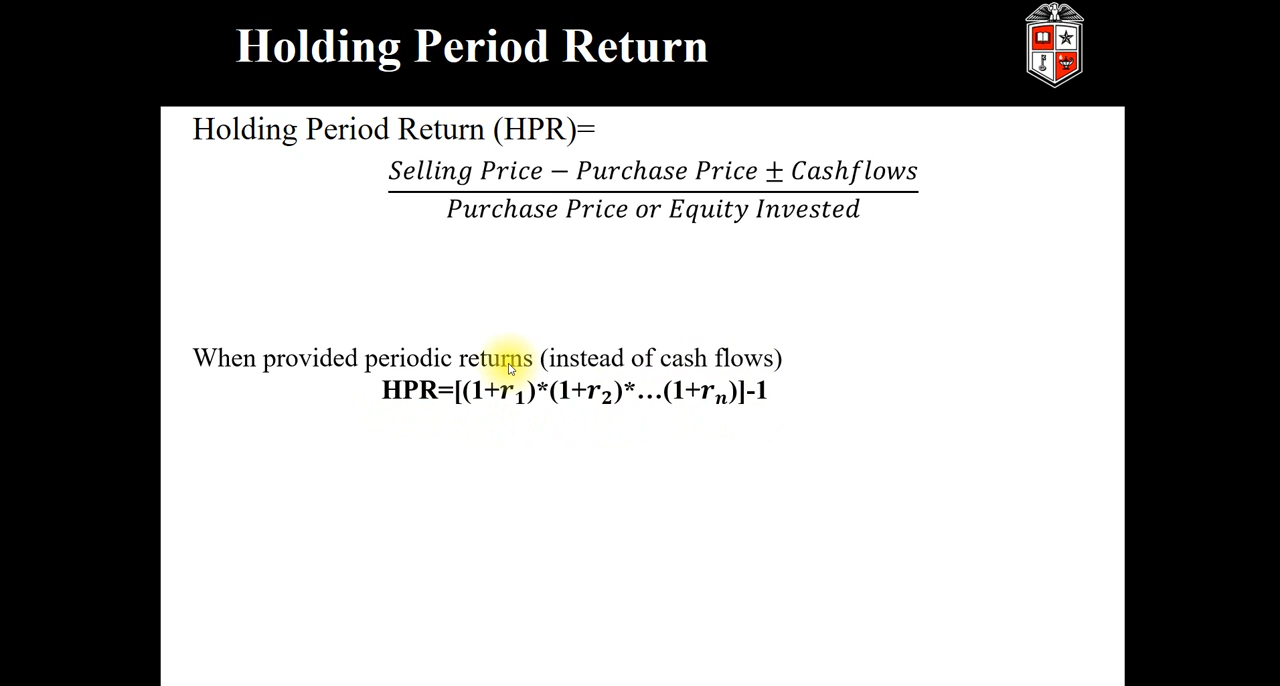 Holding Period Return
Holding Period Return (HPR)=
Selling Price − Purchase Price ± Cashflows
Purchase Price or Equity Invested
When provided periodic returns (instead of cash flows)
HPR=[(1+r₁)*(1+r₂)*…(1+rₙ)]-1